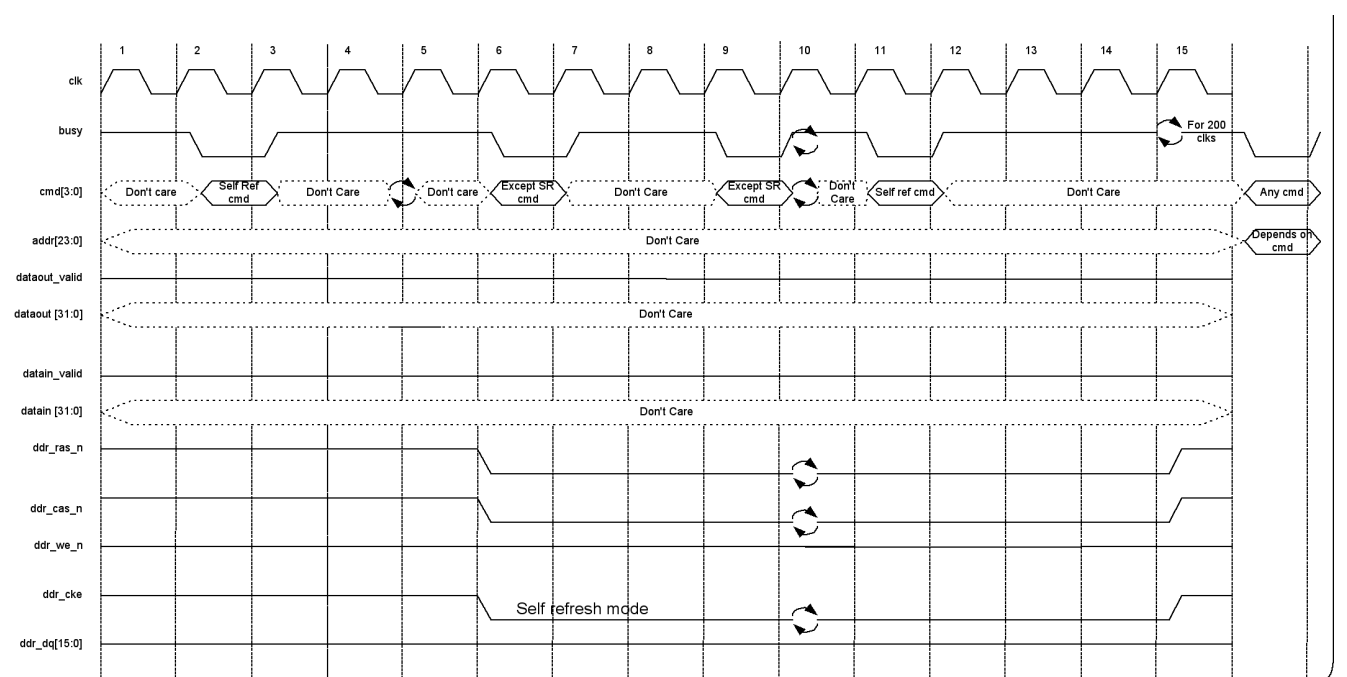 1 2 3 4 5 6 7 8 9 10 11 12 13 14 15
clk
busy
For 200
clks
cmd[3:0]
Don't care
Self Ref
cmd
Don't Care
Don't care
Except SR
cmd
Don't Care
Except SR
cmd
Don't
Care
Self ref cmd
Don't Care
Any cmd
addr[23:0]
Don't Care
Depends on
cmd
dataout_valid
dataout [31:0]
Don't Care
datain_valid
datain [31:0]
Don't Care
ddr_ras_n
ddr_cas_n
ddr_we_n
ddr_cke
Self refresh mode
ddr_dq[15:0]